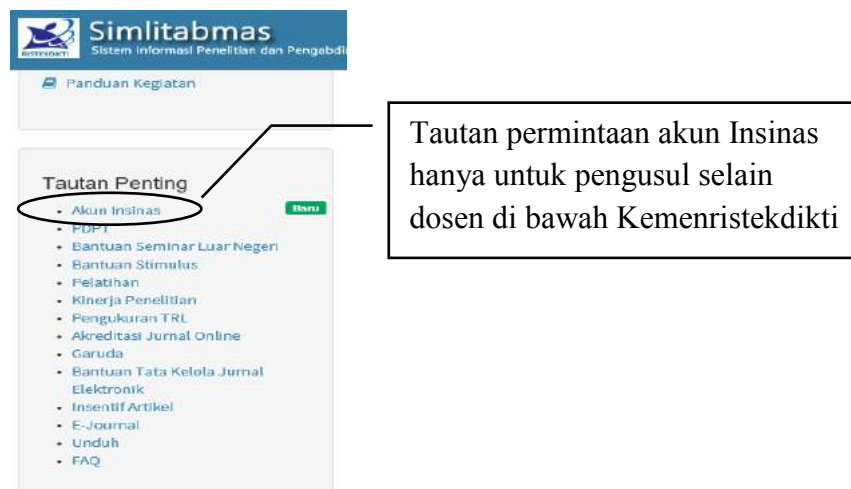 Simlitabmas
Sistem Informasi Penelitian dan Pengabdi
RISTEKDIKTI
Panduan Kegiatan
Tautan Penting
Akun Insinas
Baru
PDPT
Bantuan Seminar Luar Negeri
Bantuan Stimulus
Pelatihan
Kinerja Penelitian
Pengukuran TRL
Akreditasi Jurnal Online
Garuda
Bantuan Tata Kelola Jurnal
Elektronik
Insentif Artikel
E-Journal
Unduh
FAQ
Tautan permintaan akun Insinas
hanya untuk pengusul selain
dosen di bawah Kemenristekdikti